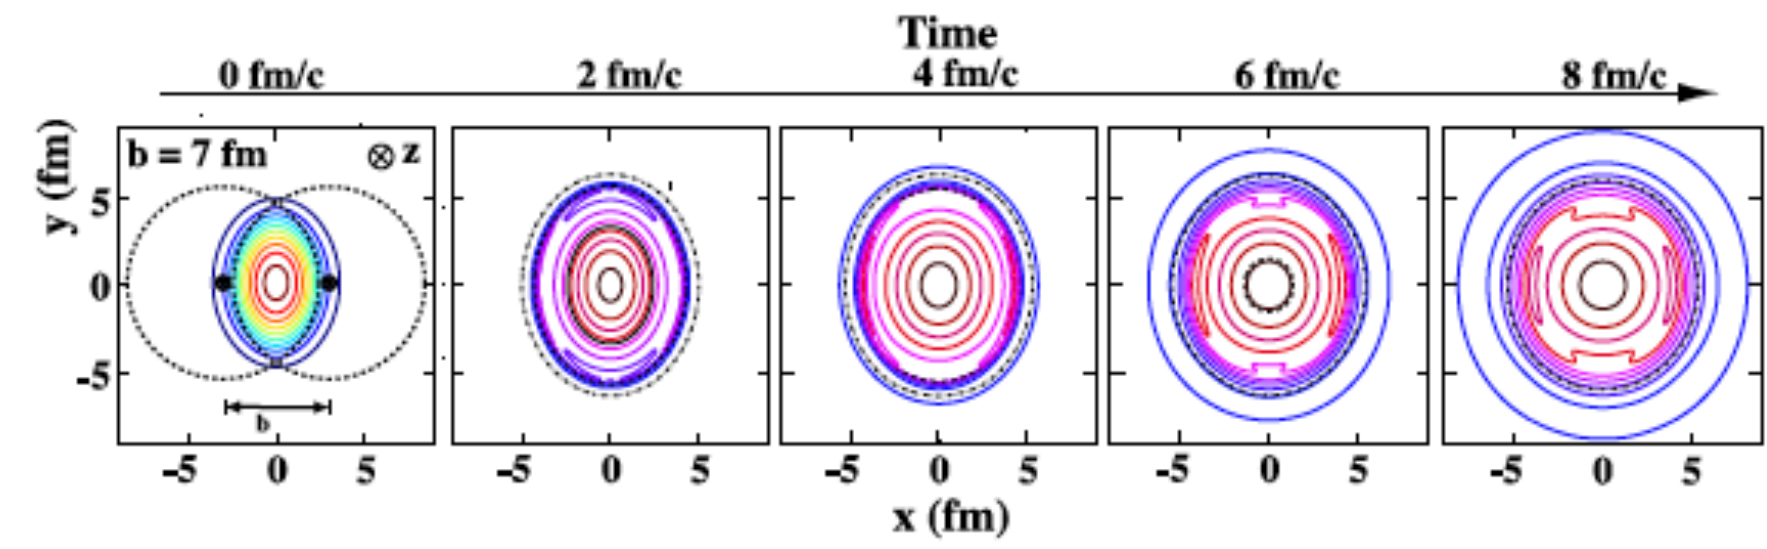 Time
0 fm/c 2 fm/c 4 fm/c 6 fm/c 8 fm/c
y (fm)
b = 7 fm ⊗ z
5
0
-5
b
-5 0 5 -5 0 5 -5 0 5 -5 0 5 -5 0 5
x (fm)